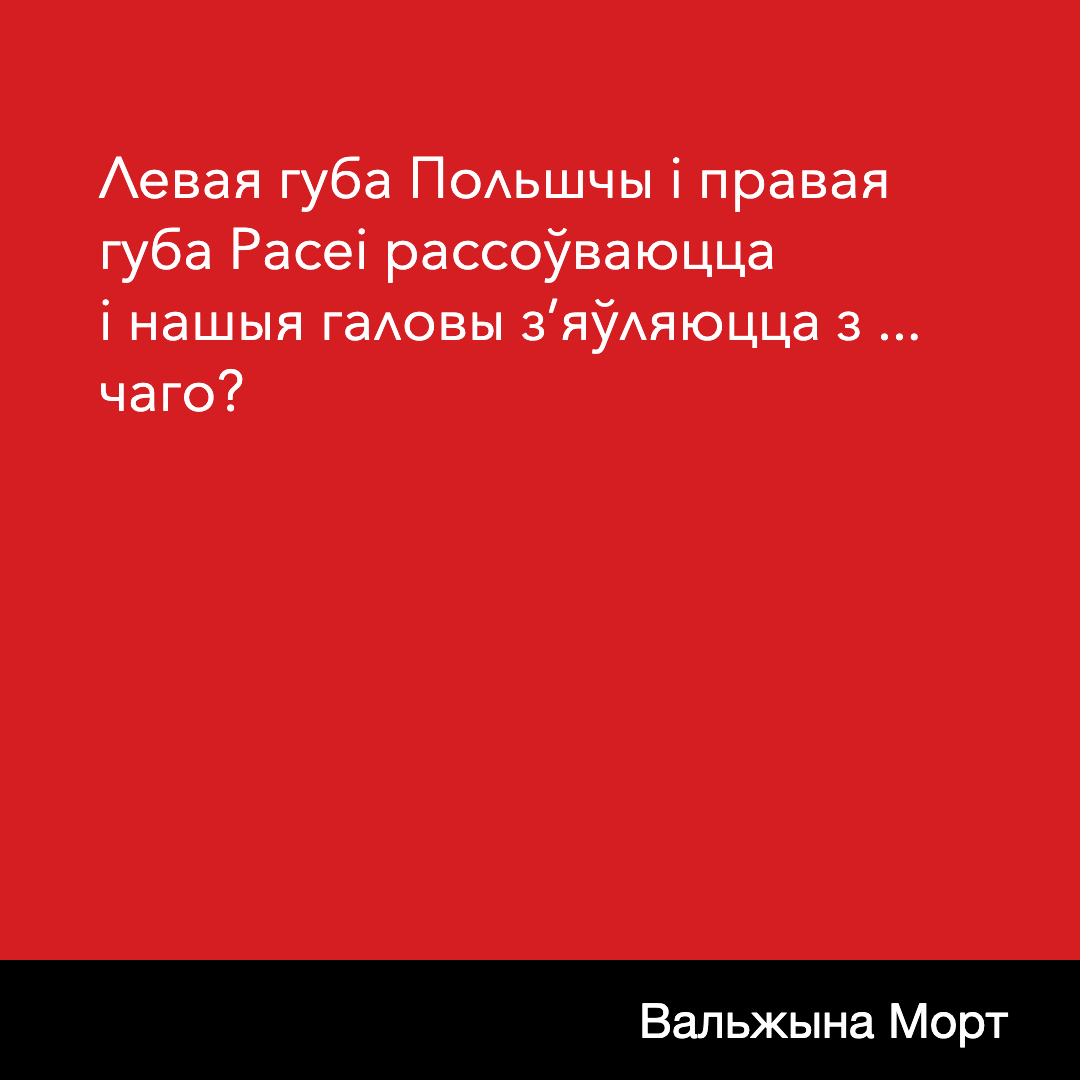 Левая губа Польшчы і правая
губа Расеі рассоўваюцца
і нашыя галовы з’яўляюцца з ...
чаго?
Вальжына Морт